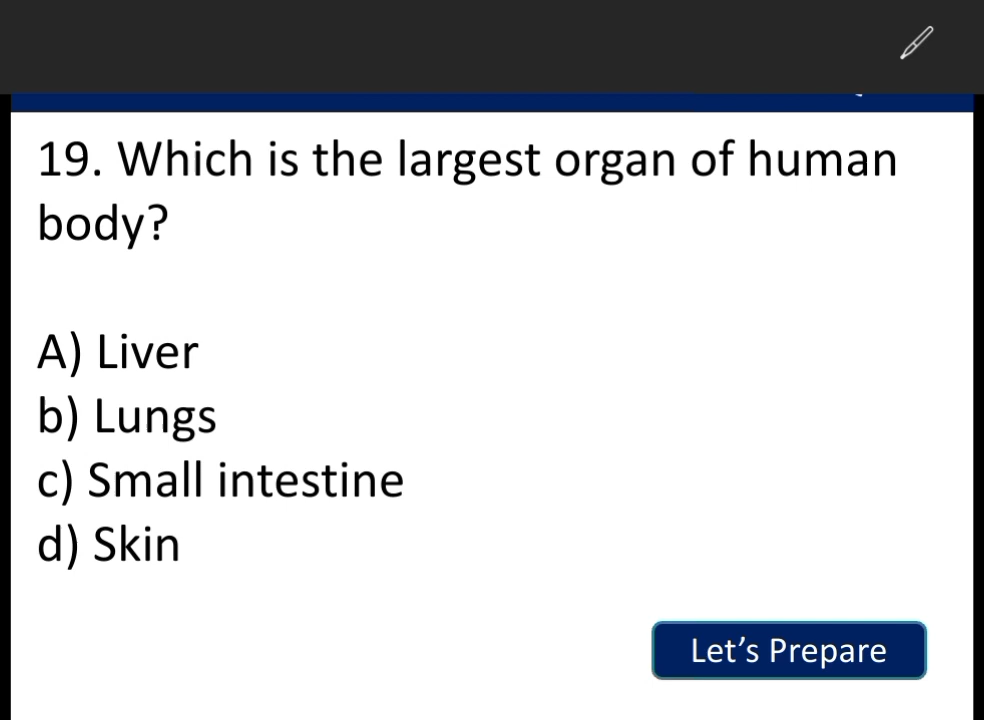 19. Which is the largest organ of human
body?
A) Liver
b) Lungs
c) Small intestine
d) Skin
Let’s Prepare